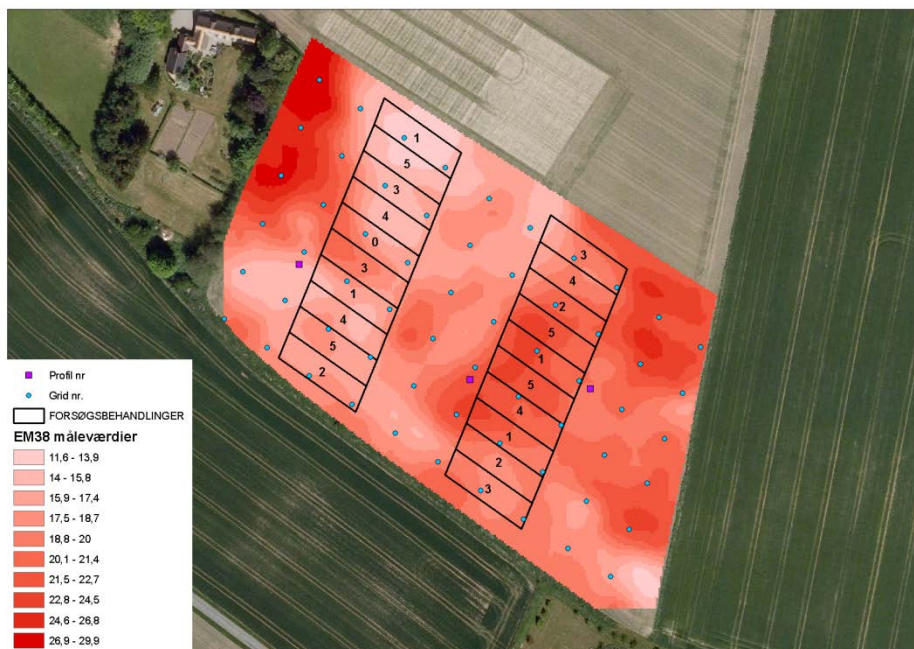 1
5
3
4
0
3
1
4
5
2
3
4
2
5
1
5
4
1
2
3
Profil nr
Grid nr.
FORSØGSBEHANDLINGER
EM38 måleværdier
11,6 - 13,9
14 - 15,8
15,9 - 17,4
17,5 - 18,7
18,8 - 20
20,1 - 21,4
21,5 - 22,7
22,8 - 24,5
24,6 - 26,8
26,9 - 29,9